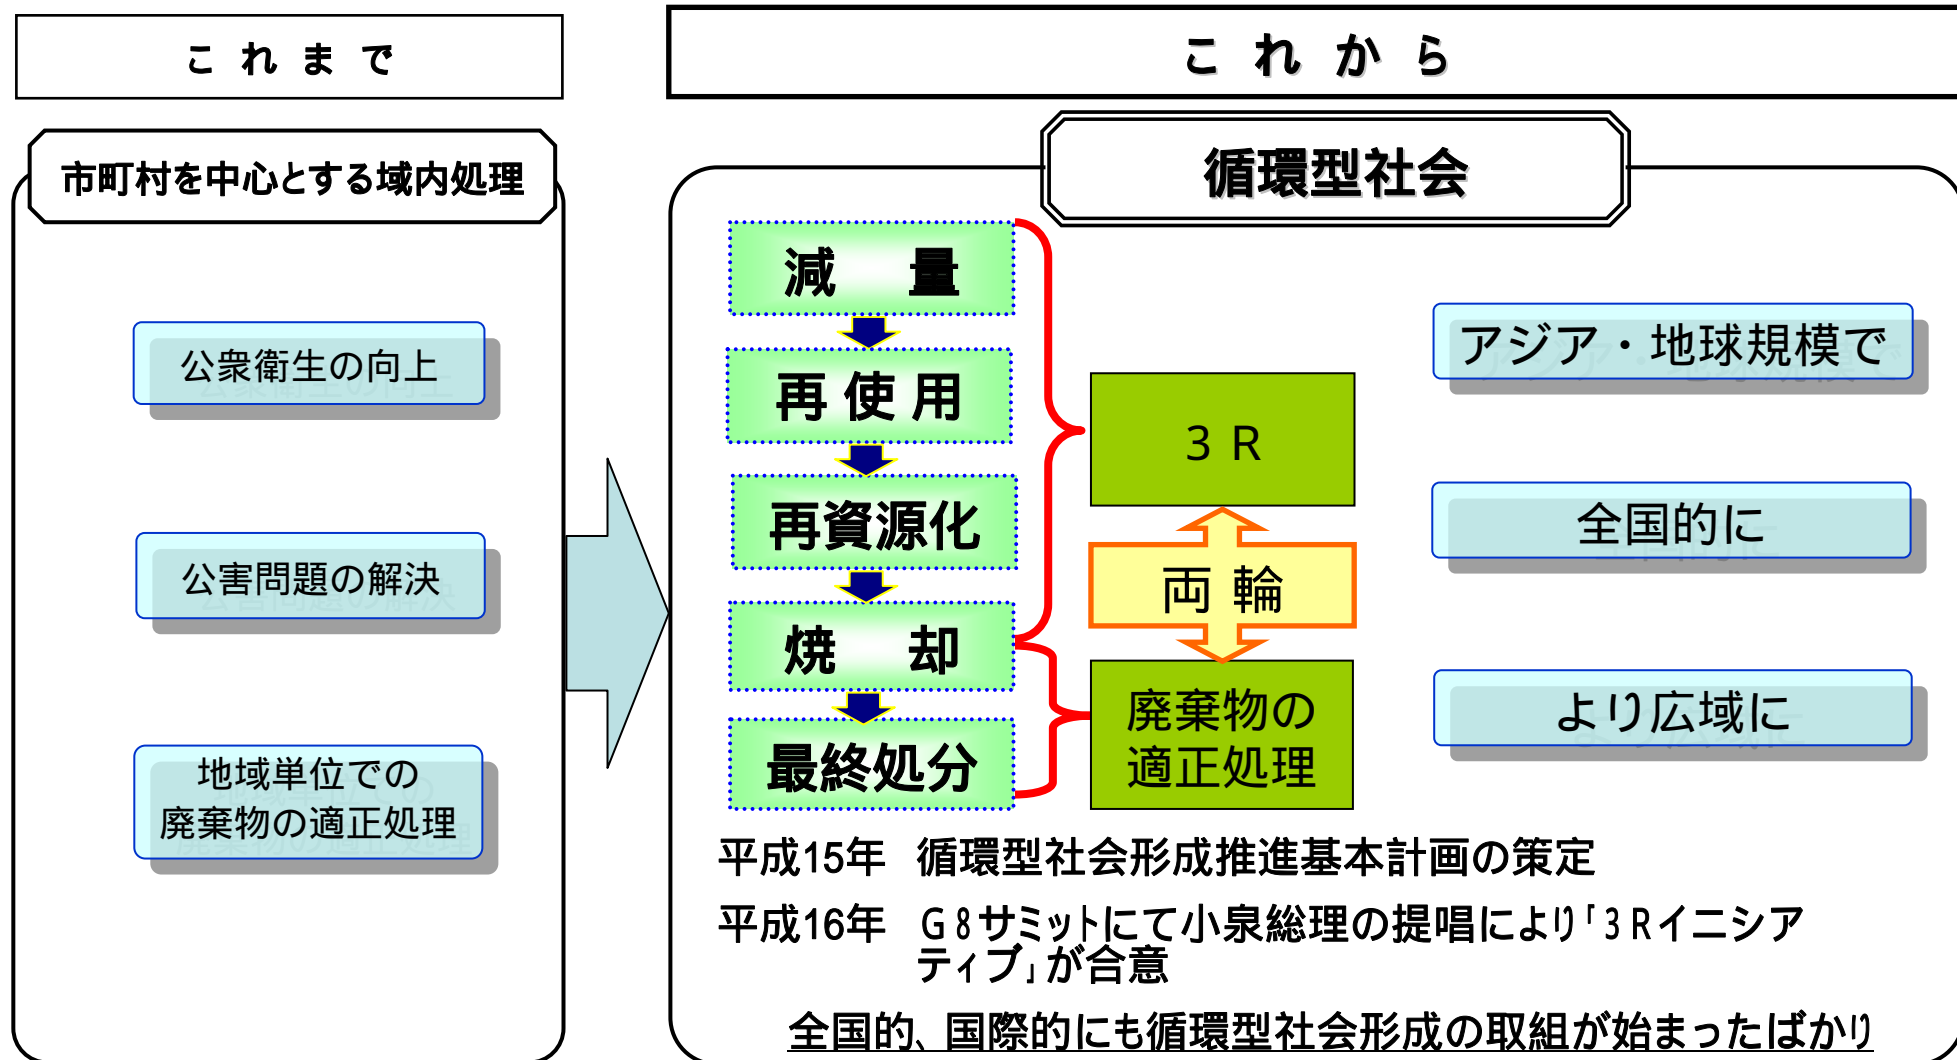 これまで
市町村を中心とする域内処理
公衆衛生の向上
公害問題の解決
地域単位での
廃棄物の適正処理
これから
循環型社会
減　量
再使用
再資源化
焼　却
最終処分
３Ｒ
両輪
廃棄物の
適正処理
アジア・地球規模で
全国的に
より広域に
平成15年　循環型社会形成推進基本計画の策定
平成16年　Ｇ８サミットにて小泉総理の提唱により「３Ｒイニシア
ティブ」が合意
全国的、国際的にも循環型社会形成の取組が始まったばかり